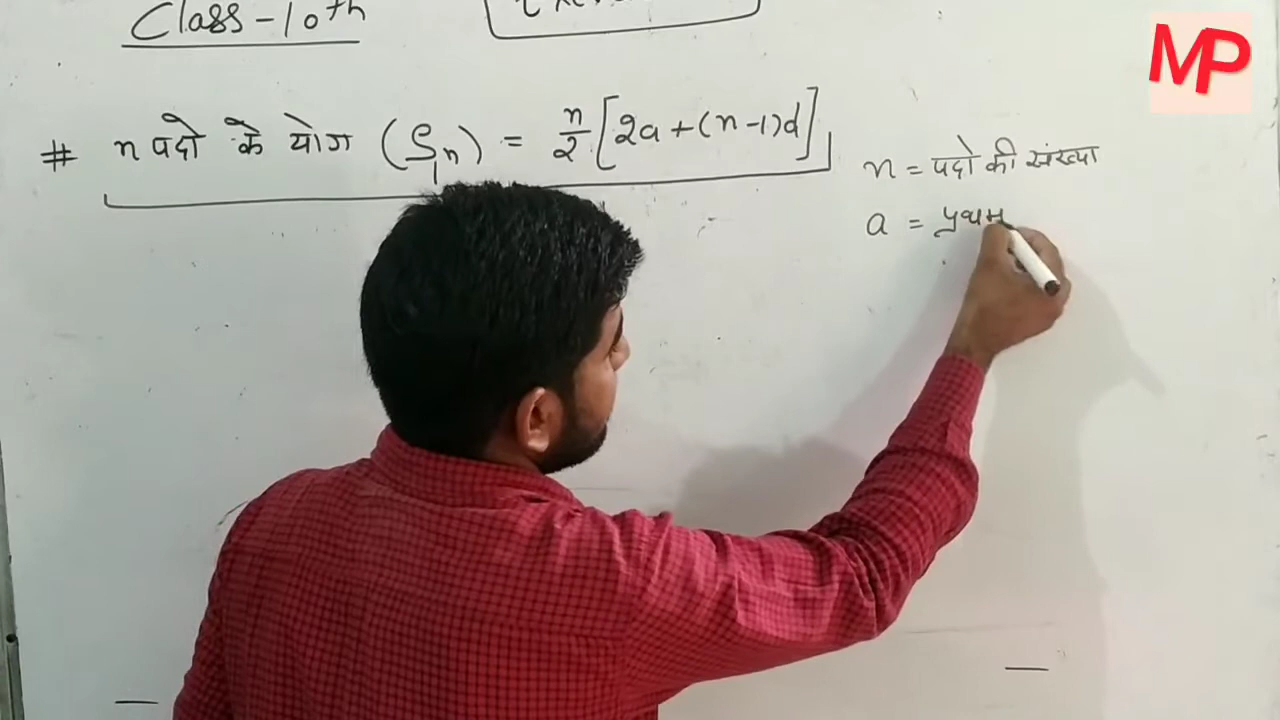 Class-10th
MP
# n पदो के योग (Sn) = n/2 [2a+(n-1)d]
n = पदो की संख्या
a = प्रथम